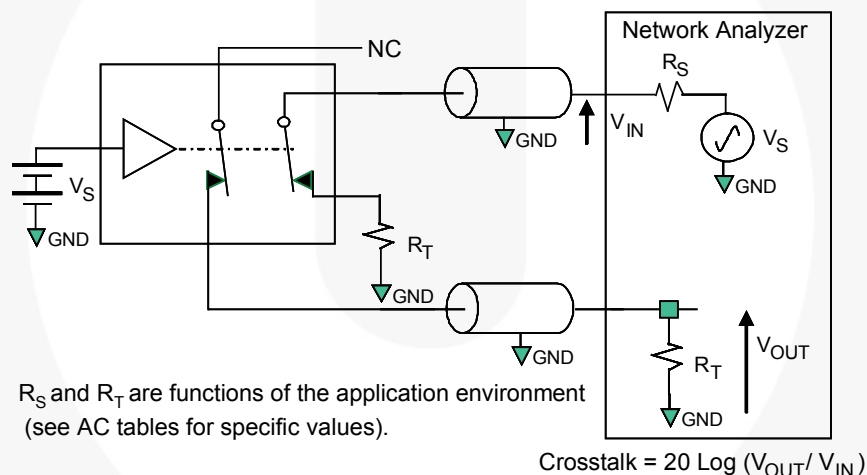 Network Analyzer
NC
R_S
V_IN
GND
V_S
GND
V_S
GND
R_T
GND
GND
R_T
V_OUT
GND
R_S and R_T are functions of the application environment
(see AC tables for specific values).
Crosstalk = 20 Log (V_OUT/ V_IN)